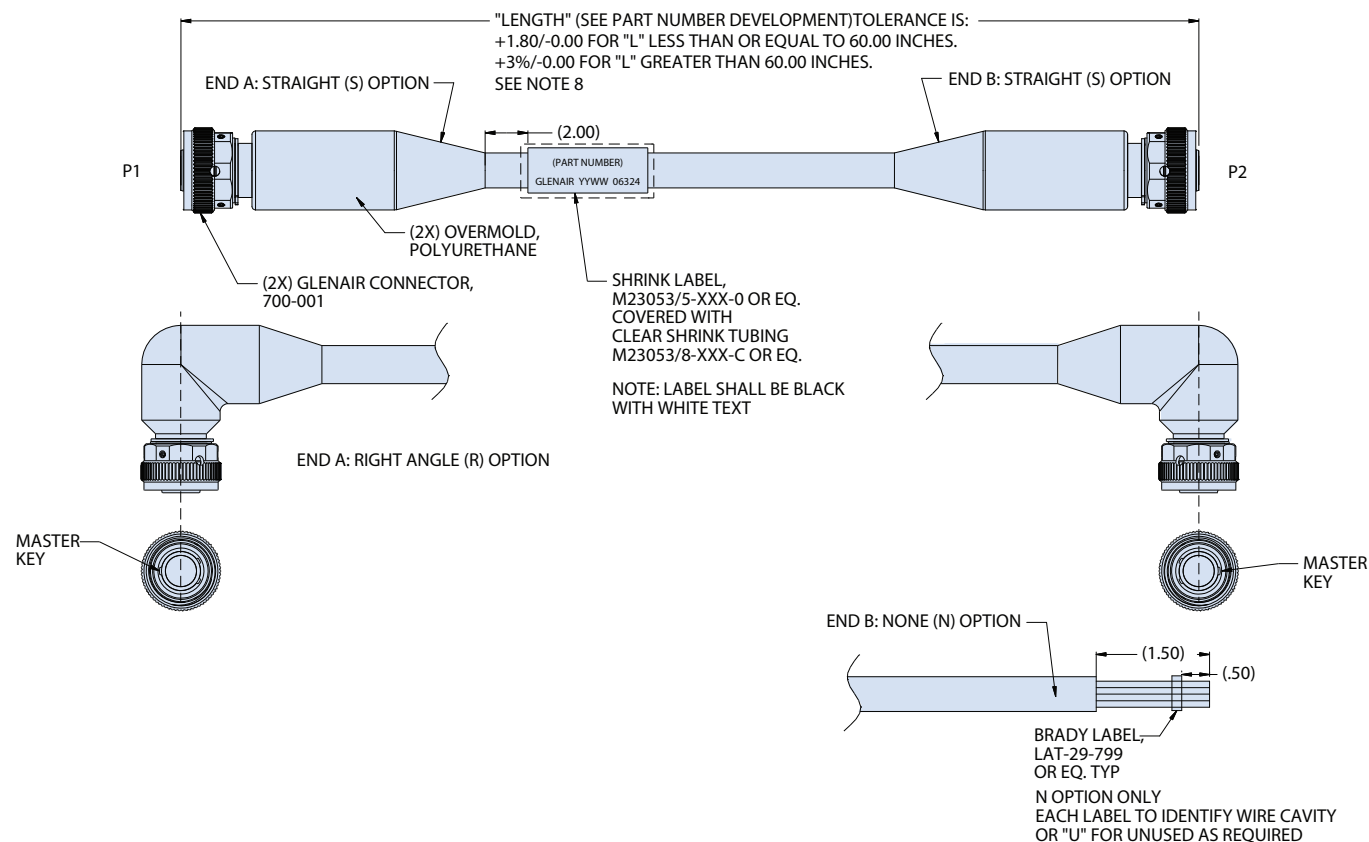 "LENGTH" (SEE PART NUMBER DEVELOPMENT)TOLERANCE IS:
+1.80/-0.00 FOR "L" LESS THAN OR EQUAL TO 60.00 INCHES.
+3%/-0.00 FOR "L" GREATER THAN 60.00 INCHES.
SEE NOTE 8
END A: STRAIGHT (S) OPTION
END B: STRAIGHT (S) OPTION
(2.00)
P1
(PART NUMBER)
GLENAIR YYWW 06324
P2
(2X) OVERMOLD,
POLYURETHANE
(2X) GLENAIR CONNECTOR,
700-001
SHRINK LABEL,
M23053/5-XXX-0 OR EQ.
COVERED WITH
CLEAR SHRINK TUBING
M23053/8-XXX-C OR EQ.
NOTE: LABEL SHALL BE BLACK
WITH WHITE TEXT
END A: RIGHT ANGLE (R) OPTION
MASTER
KEY
MASTER
KEY
END B: NONE (N) OPTION
(1.50)
(.50)
BRADY LABEL,
LAT-29-799
OR EQ. TYP
N OPTION ONLY
EACH LABEL TO IDENTIFY WIRE CAVITY
OR "U" FOR UNUSED AS REQUIRED